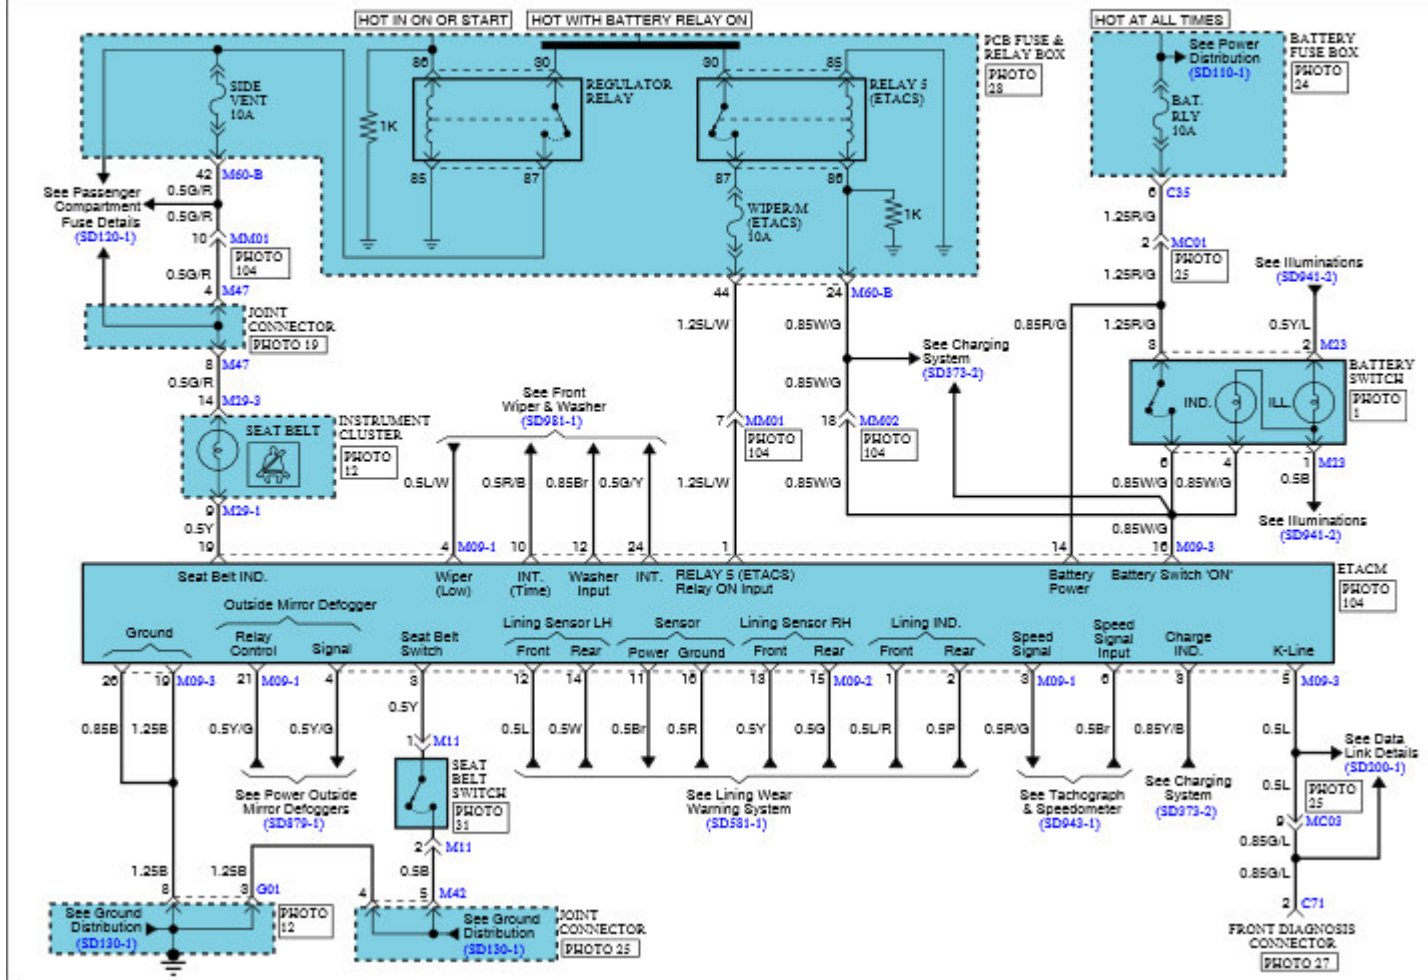 HOT IN ON OR START
HOT WITH BATTERY RELAY ON
HOT AT ALL TIMES
PCB FUSE &
RELAY BOX
PHOTO
28
BATTERY
FUSE BOX
PHOTO
24
See Power
Distribution
(SD110-1)
BAT.
RLY
10A
SIDE
VENT
10A
1K
86
30
REGULATOR
RELAY
85
87
30
85
RELAY 5
(ETACS)
87
86
WIPER/M
(ETACS)
10A
1K
42 M60-B
0.5G/R
See Passenger
Compartment
Fuse Details
(SD120-1)
0.5G/R
10 MM01
PHOTO
104
0.5G/R
4 M47
JOINT
CONNECTOR
PHOTO 19
8 M47
0.5G/R
14 M29-3
SEAT BELT
INSTRUMENT
CLUSTER
PHOTO
12
9 M29-1
0.5Y
19
44
24 M60-B
1.25L/W
0.85W/G
See Charging
System
(SD373-2)
0.85W/G
7 MM01
PHOTO
104
18 MM02
PHOTO
104
1.25L/W
0.85W/G
See Front
Wiper & Washer
(SD981-1)
0.5L/W
0.5R/B
0.85Br
0.5G/Y
4 M09-1
10
12
24
1
6 C35
1.25R/G
2 MC01
PHOTO
25
1.25R/G
See Illuminations
(SD941-2)
0.85R/G
1.25R/G
0.5Y/L
3
2 M23
BATTERY
SWITCH
PHOTO
1
IND.
ILL.
6
4
1 M23
0.85W/G
0.85W/G
0.5B
See Illuminations
(SD941-2)
0.85W/G
14
16 M09-3
ETACM
PHOTO
104
Seat Belt IND.
Wiper
(Low)
INT.
(Time)
Washer
Input
INT.
RELAY 5 (ETACS)
Relay ON Input
Battery
Power
Battery Switch 'ON'
Outside Mirror Defogger
Ground
Relay
Control
Signal
Seat Belt
Switch
Lining Sensor LH
Front
Rear
Sensor
Power
Ground
Lining Sensor RH
Front
Rear
Lining IND.
Front
Rear
Speed
Signal
Speed
Signal
Input
Charge
IND.
K-Line
26
19 M09-3
21 M09-1
4
3
12
14
11
16
13
15 M09-2
1
2
3 M09-1
6
3
5 M09-3
0.85B
1.25B
0.5Y/G
0.5Y/G
0.5Y
0.5L
0.5W
0.5Br
0.5R
0.5Y
0.5G
0.5L/R
0.5P
0.5R/G
0.5Br
0.85Y/B
0.5L
1 M11
SEAT
BELT
SWITCH
PHOTO
31
2 M11
0.5B
5 M42
4
See Power Outside
Mirror Defoggers
(SD879-1)
See Lining Wear
Warning System
(SD581-1)
See Tachograph
& Speedometer
(SD943-1)
See Charging
System
(SD373-2)
See Data
Link Details
(SD200-1)
0.5L
PHOTO
25
9 MC03
0.85G/L
0.85G/L
2 C71
FRONT DIAGNOSIS
CONNECTOR
PHOTO 27
1.25B
1.25B
8
3 G01
See Ground
Distribution
(SD130-1)
PHOTO
12
See Ground
Distribution
(SD130-1)
JOINT
CONNECTOR
PHOTO 25